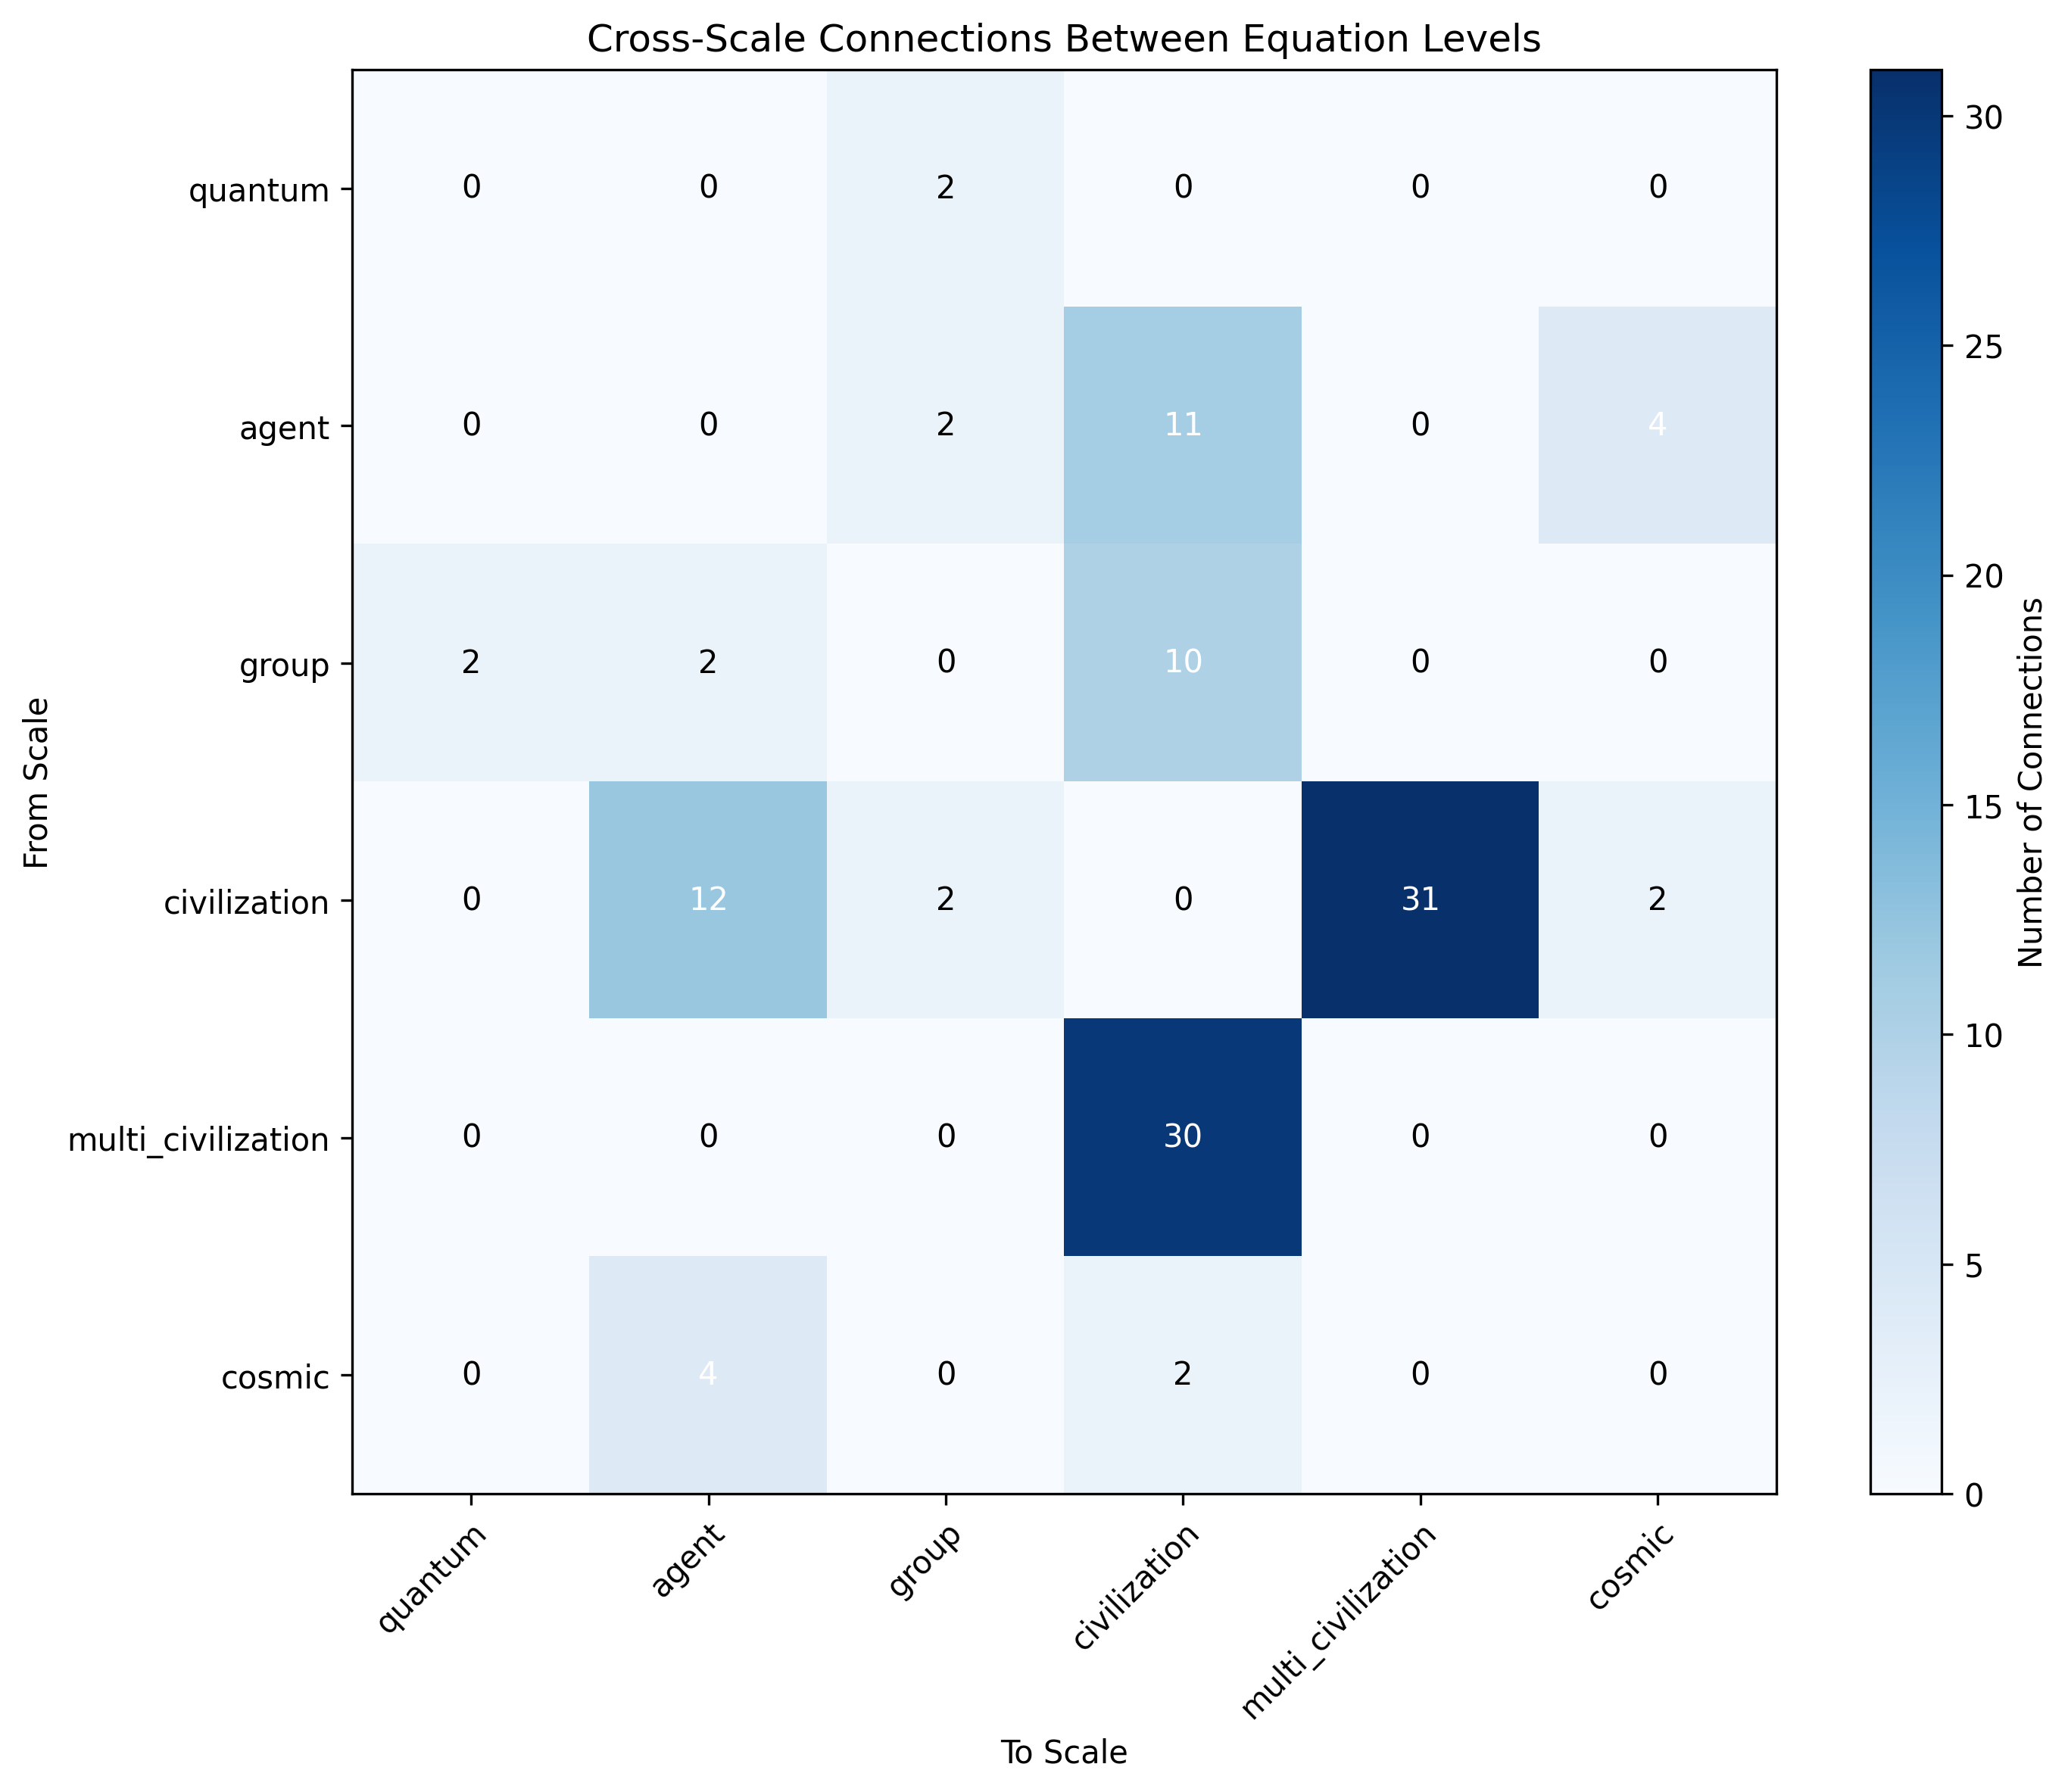 Cross-Scale Connections Between Equation Levels
quantum 0 0 2 0 0 0
agent 0 0 2 11 0 4
group 2 2 0 10 0 0
civilization 0 12 2 0 31 2
multi_civilization 0 0 0 30 0 0
cosmic 0 4 0 2 0 0
From Scale
quantum agent group civilization multi_civilization cosmic
To Scale
30
25
20
15
10
5
0
Number of Connections